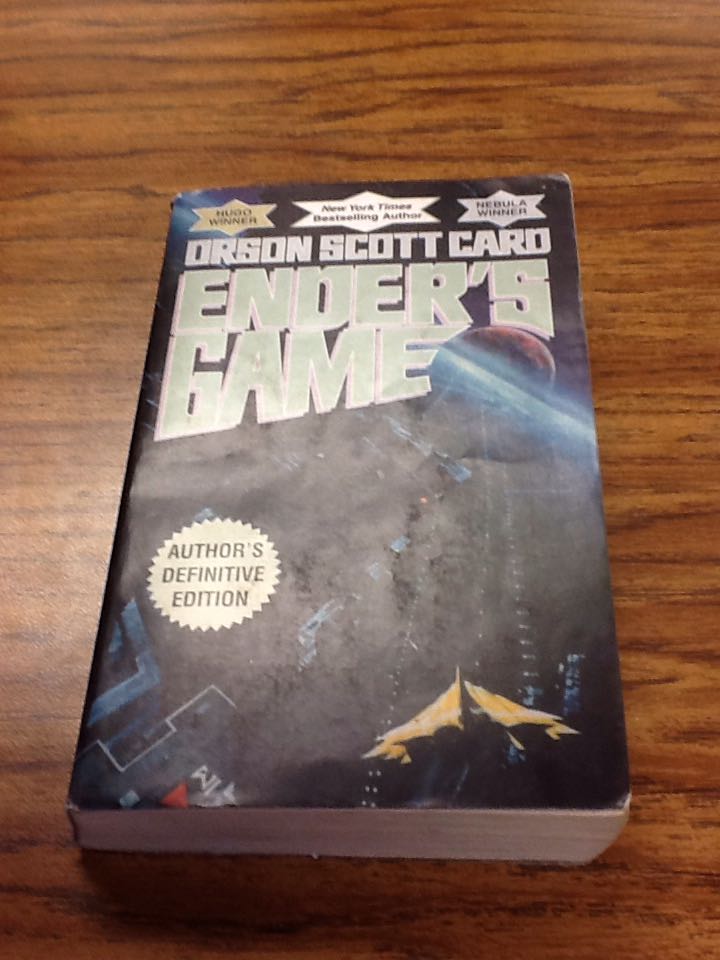 HUGO
WINNER
New York Times
Bestselling Author
NEBULA
WINNER
ORSON SCOTT CARD
ENDER'S
GAME
AUTHOR'S
DEFINITIVE
EDITION